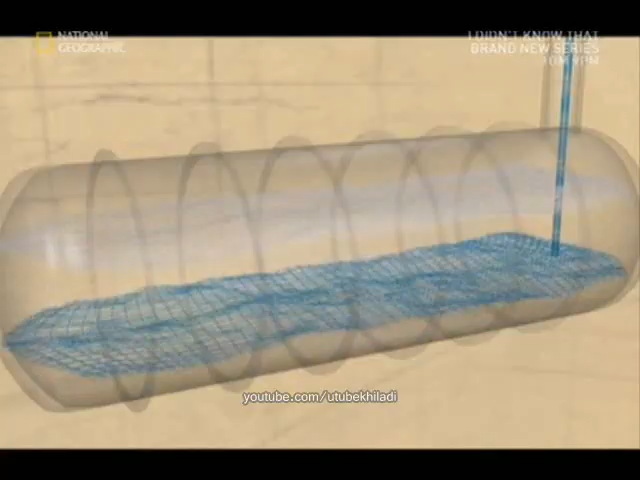 NATIONAL
GEOGRAPHIC
I DIDN'T KNOW THAT
BRAND NEW SERIES
youtube.com/utubekhiladi